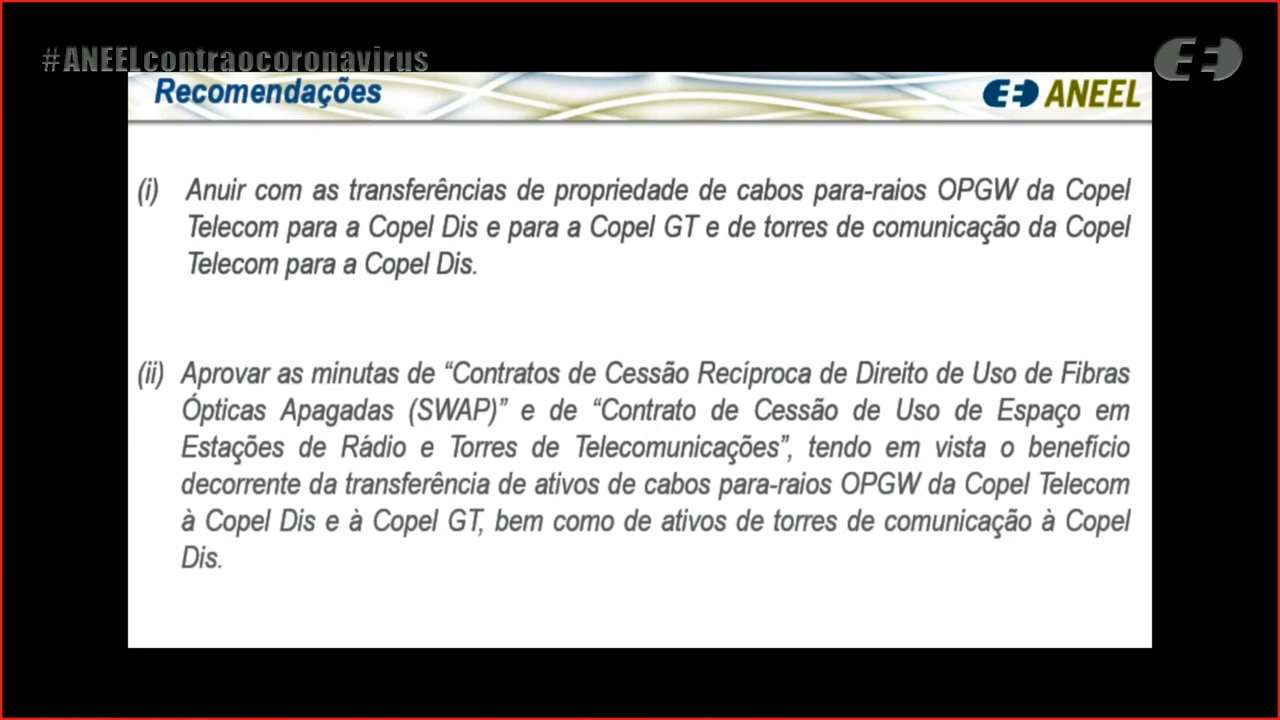 #ANEELcontraocoronavirus
Recomendações
ANEEL
(i) Anuir com as transferências de propriedade de cabos para-raios OPGW da Copel
Telecom para a Copel Dis e para a Copel GT e de torres de comunicação da Copel
Telecom para a Copel Dis.
(ii) Aprovar as minutas de “Contratos de Cessão Recíproca de Direito de Uso de Fibras
Ópticas Apagadas (SWAP)” e de “Contrato de Cessão de Uso de Espaço em
Estações de Rádio e Torres de Telecomunicações”, tendo em vista o benefício
decorrente da transferência de ativos de cabos para-raios OPGW da Copel Telecom
à Copel Dis e à Copel GT, bem como de ativos de torres de comunicação à Copel
Dis.